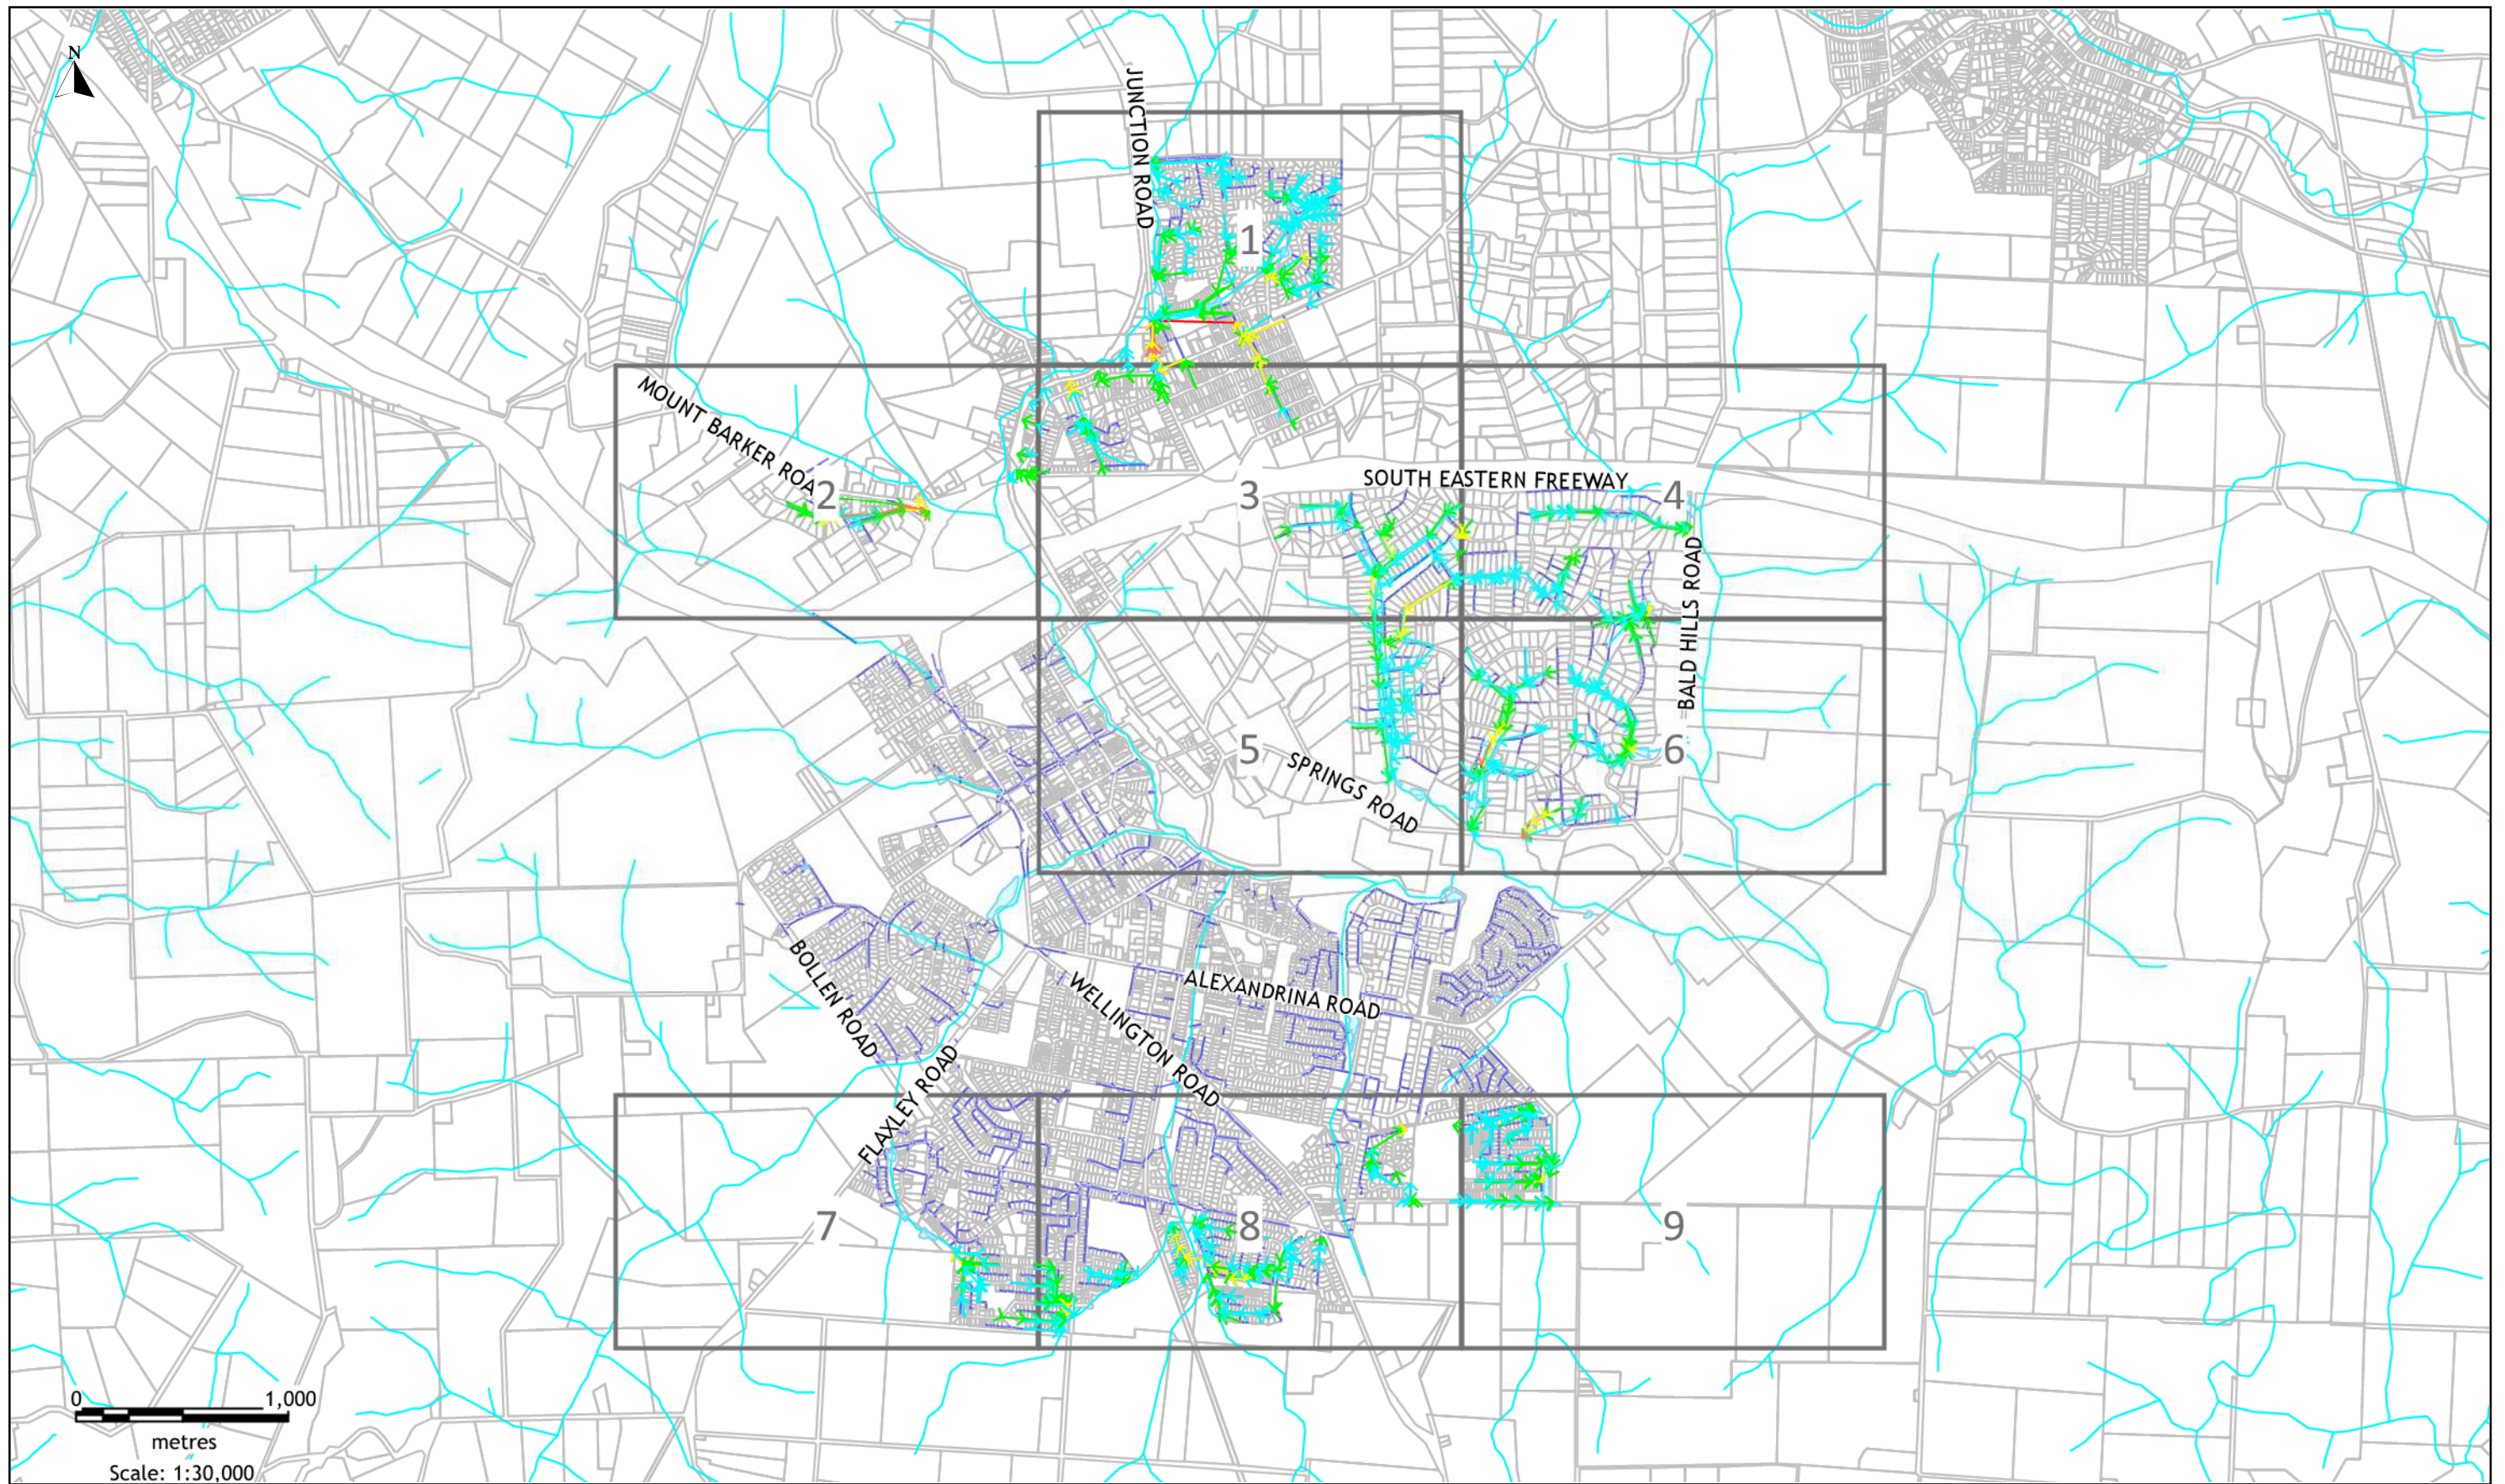 N
JUNCTION ROAD
1
MOUNT BARKER ROA
2
3
SOUTH EASTERN FREEWAY
4
BALD HILLS ROAD
5
SPRINGS ROAD
6
BOLLEN ROAD
WELLINGTON ROAD
ALEXANDRINA ROAD
FLAXLEY ROAD
7
8
9
0 1,000
metres
Scale: 1:30,000